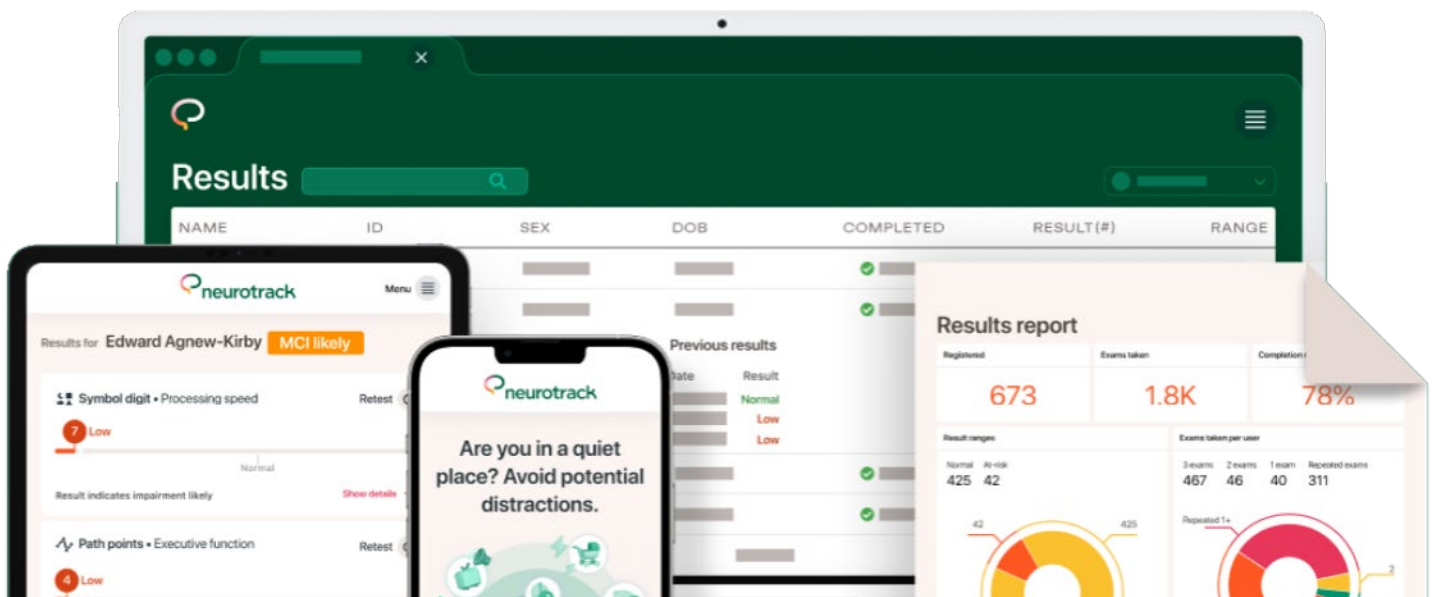 Results
NAME ID SEX DOB COMPLETED RESULT(#) RANGE
neurotrack
Menu
Results for Edward Agnew-Kirby MCI likely
Symbol digit • Processing speed Retest
7 Low
Normal
Result indicates impairment likely Show details
Path points • Executive function Retest
4 Low
neurotrack
Are you in a quiet
place? Avoid potential
distractions.
Previous results
Date Result
Normal
Low
Low
Results report
Registered Exams taken Completion
673 1.8K 78%
Result ranges
Normal At-risk
425 42
42 425
Exams taken per user
3 exams 2 exams 1 exam Repeated exams
467 46 40 311
Repeated 1+
2